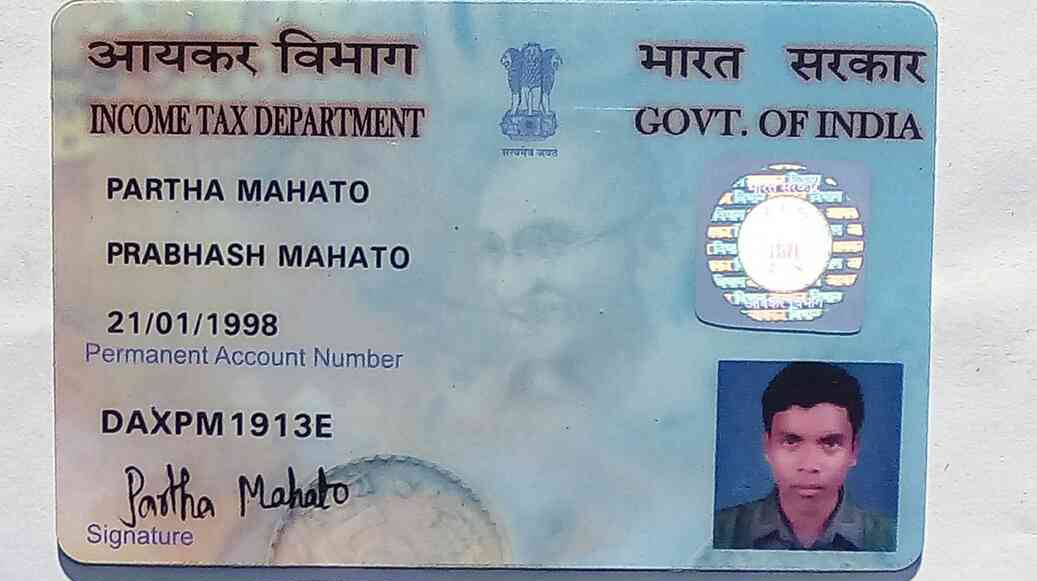 आयकर विभाग
भारत सरकार
INCOME TAX DEPARTMENT
GOVT. OF INDIA
सत्यमेव जयते
PARTHA MAHATO
PRABHASH MAHATO
21/01/1998
Permanent Account Number
DAXPM1913E
Partha Mahato
Signature